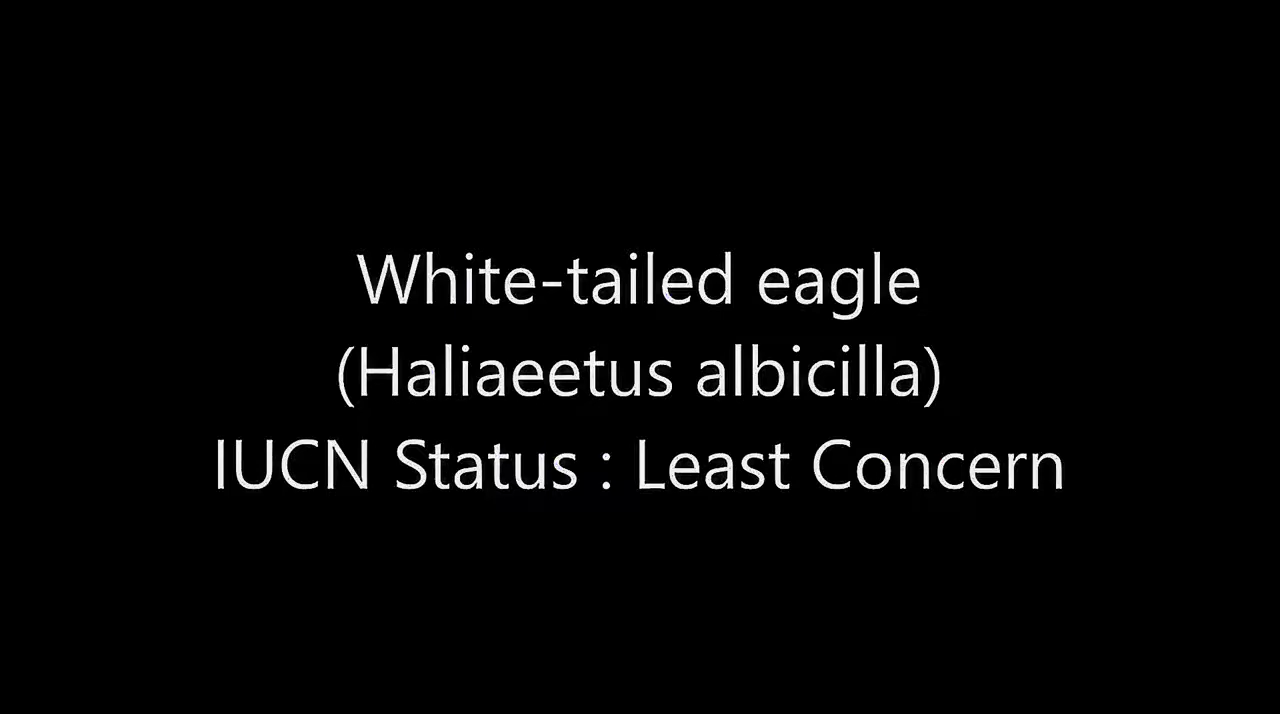 White-tailed eagle
(Haliaeetus albicilla)
IUCN Status : Least Concern